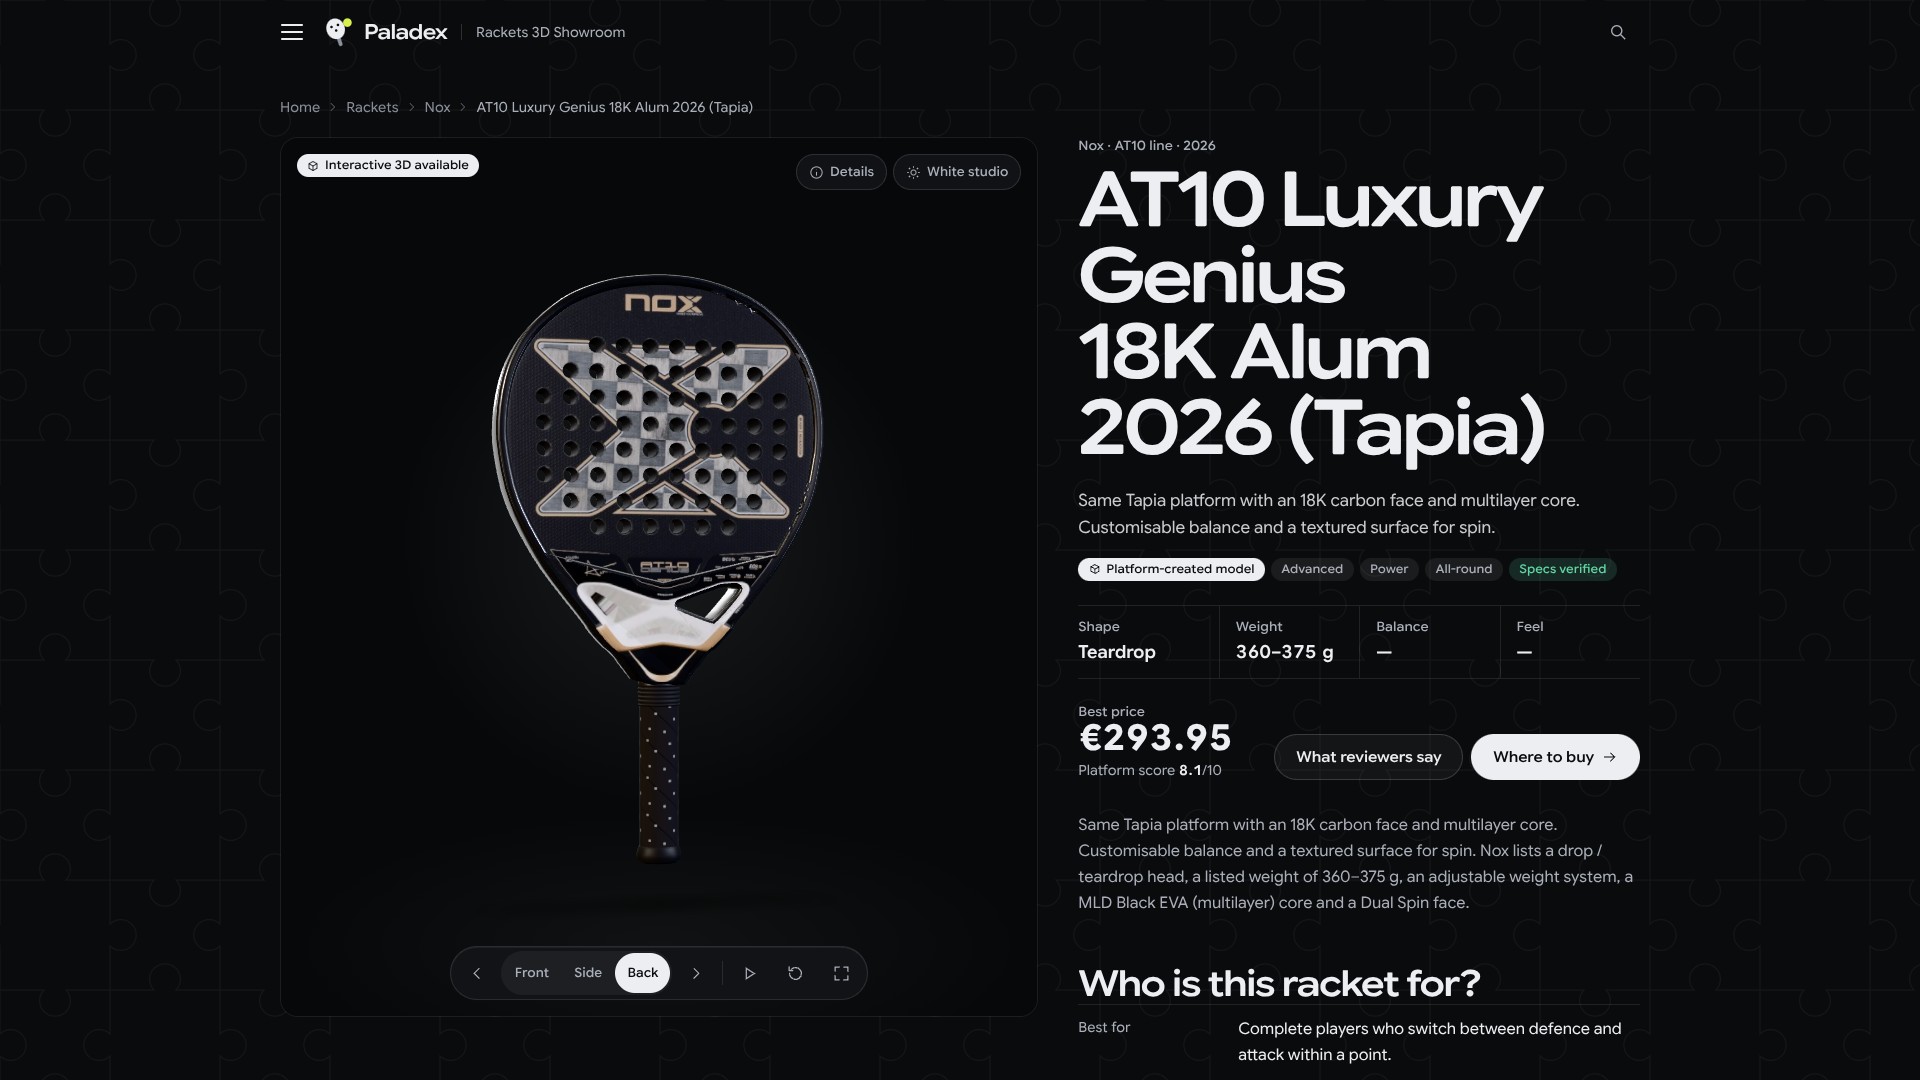 Paladex
Rackets 3D Showroom
Home > Rackets > Nox > AT10 Luxury Genius 18K Alum 2026 (Tapia)
Interactive 3D available
Details
White studio
nox
AT10
Front
Side
Back
Nox · AT10 line · 2026
AT10 Luxury
Genius
18K Alum
2026 (Tapia)
Same Tapia platform with an 18K carbon face and multilayer core.
Customisable balance and a textured surface for spin.
Platform-created model
Advanced
Power
All-round
Specs verified
Shape
Teardrop
Weight
360–375 g
Balance
—
Feel
—
Best price
€293.95
Platform score 8.1/10
What reviewers say
Where to buy →
Same Tapia platform with an 18K carbon face and multilayer core.
Customisable balance and a textured surface for spin. Nox lists a drop /
teardrop head, a listed weight of 360–375 g, an adjustable weight system, a
MLD Black EVA (multilayer) core and a Dual Spin face.
Who is this racket for?
Best for
Complete players who switch between defence and
attack within a point.